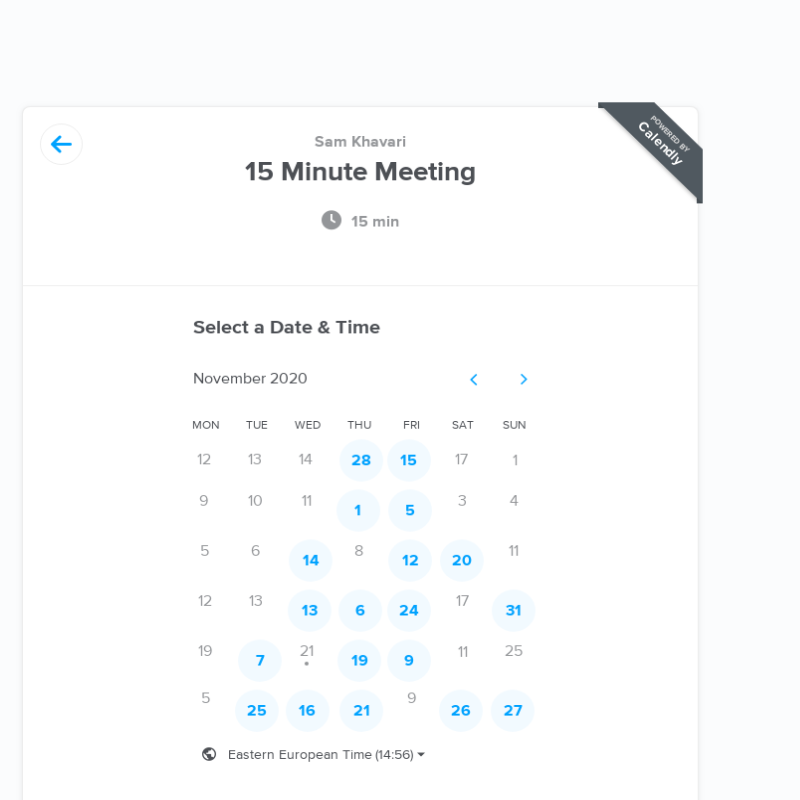 Sam Khavari
15 Minute Meeting
15 min
POWERED BY
Calendly
Select a Date & Time
November 2020
MON TUE WED THU FRI SAT SUN
12 13 14 28 15 17 1
9 10 11 1 5 3 4
5 6 14 8 12 20 11
12 13 13 6 24 17 31
19 7 21 19 9 11 25
5 25 16 21 9 26 27
Eastern European Time (14:56)